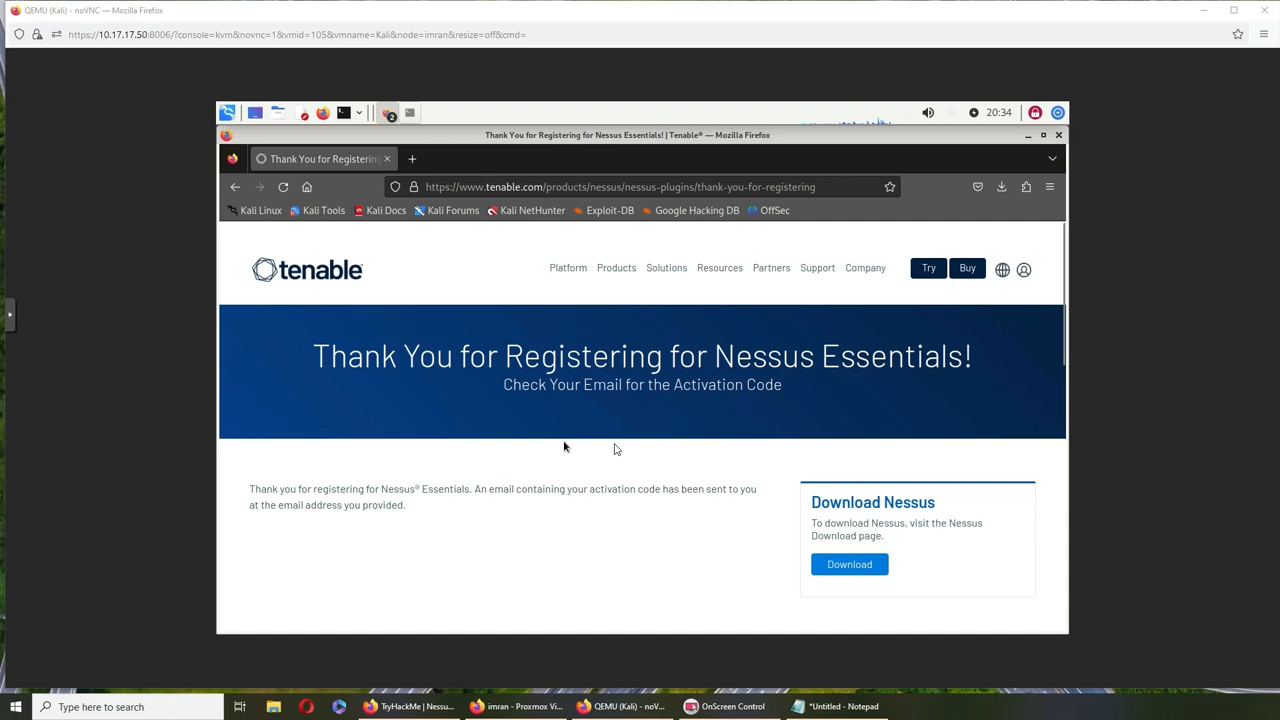 QEMU (Kali) - noVNC — Mozilla Firefox
https://10.17.17.50:8006/?console=kvm&novnc=1&vmid=105&vmname=Kali&node=imran&resize=off&cmd=
20:34
Thank You for Registering for Nessus Essentials! | Tenable® — Mozilla Firefox
Thank You for Registering
https://www.tenable.com/products/nessus/nessus-plugins/thank-you-for-registering
Kali Linux Kali Tools Kali Docs Kali Forums Kali NetHunter Exploit-DB Google Hacking DB OffSec
tenable Platform Products Solutions Resources Partners Support Company Try Buy
Thank You for Registering for Nessus Essentials!
Check Your Email for the Activation Code
Thank you for registering for Nessus® Essentials. An email containing your activation code has been sent to you
at the email address you provided.
Download Nessus
To download Nessus, visit the Nessus
Download page.
Download
Type here to search TryHackMe | Nessu... imran - Proxmox Vi... QEMU (Kali) - noV... OnScreen Control *Untitled - Notepad